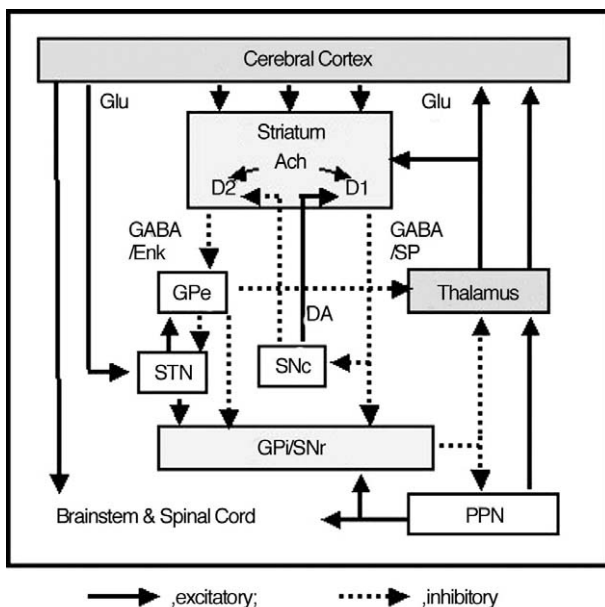 Cerebral Cortex
Glu
Glu
Striatum
Ach
D2
D1
GABA
/Enk
GABA
/SP
GPe
Thalamus
DA
STN
SNc
GPi/SNr
Brainstem & Spinal Cord
PPN
,excitatory;
,inhibitory